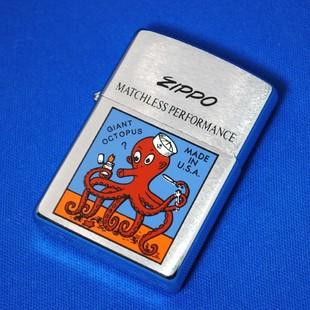 ZIPPO
MATCHLESS PERFORMANCE
GIANT
OCTOPUS
?
MADE
IN
U.S.A.